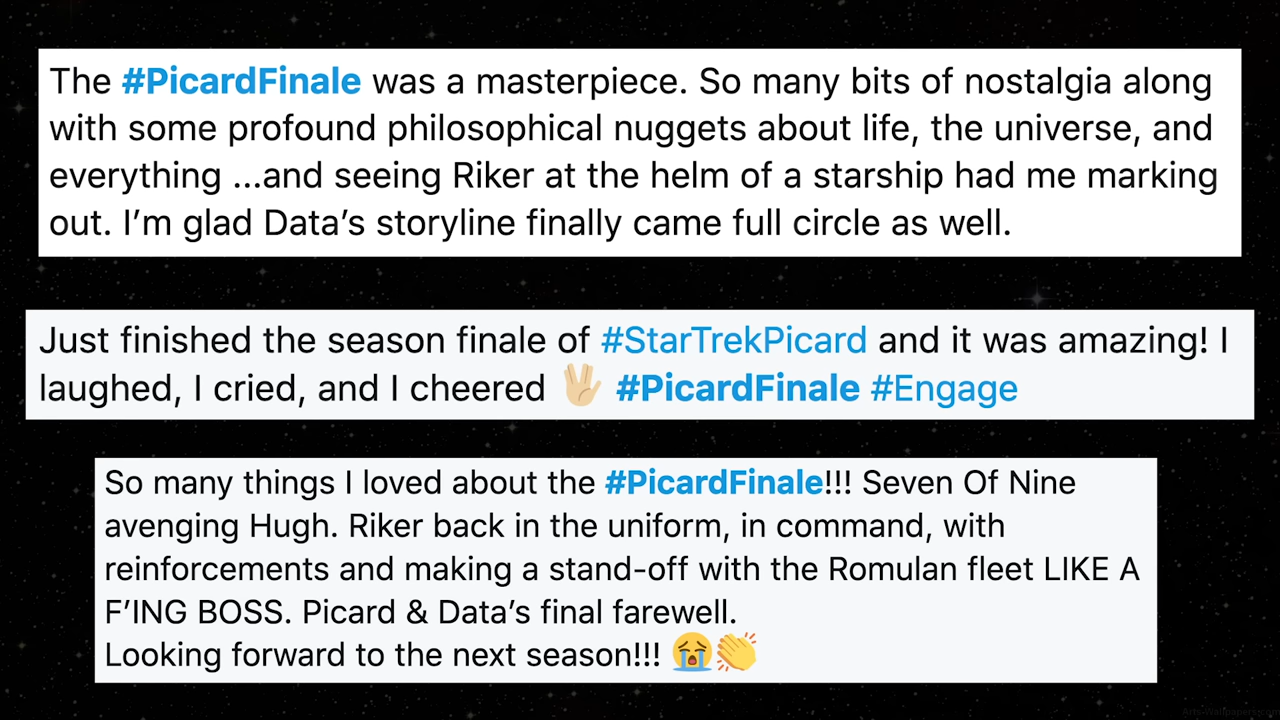 The #PicardFinale was a masterpiece. So many bits of nostalgia along
with some profound philosophical nuggets about life, the universe, and
everything ...and seeing Riker at the helm of a starship had me marking
out. I’m glad Data’s storyline finally came full circle as well.
Just finished the season finale of #StarTrekPicard and it was amazing! I
laughed, I cried, and I cheered 🖖🏼 #PicardFinale #Engage
So many things I loved about the #PicardFinale!!! Seven Of Nine
avenging Hugh. Riker back in the uniform, in command, with
reinforcements and making a stand-off with the Romulan fleet LIKE A
F’ING BOSS. Picard & Data’s final farewell.
Looking forward to the next season!!! 😭👏